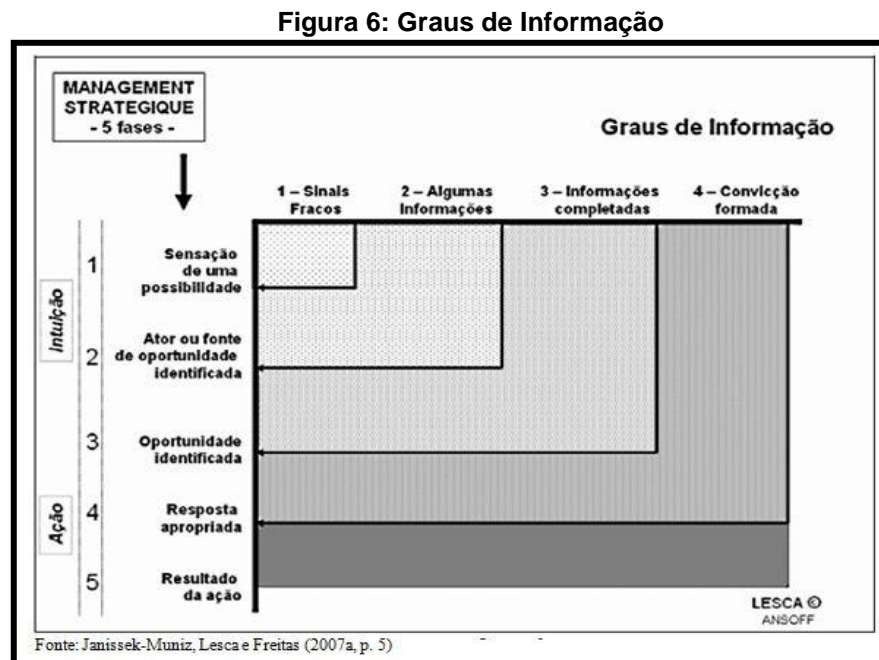 Figura 6: Graus de Informação
MANAGEMENT
STRATEGIQUE
- 5 fases -
Graus de Informação
1 – Sinais
Fracos
2 – Algumas
Informações
3 – Informações
completadas
4 – Convicção
formada
Intuição
1
Sensação
de uma
possibilidade
2
Ator ou fonte
de oportunidade
identificada
3
Oportunidade
identificada
Ação
4
Resposta
apropriada
5
Resultado
da ação
LESCA ©
ANSOFF
Fonte: Janissek-Muniz, Lesca e Freitas (2007a, p. 5)